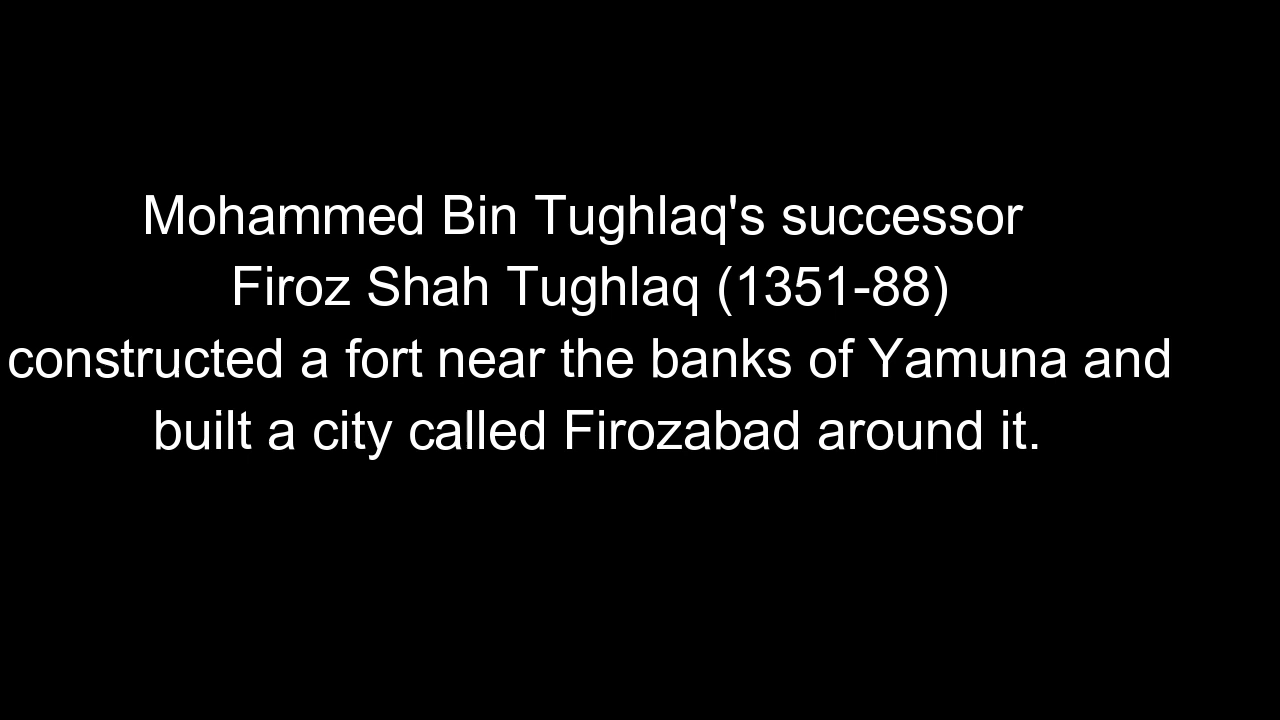 Mohammed Bin Tughlaq's successor
Firoz Shah Tughlaq (1351-88)
constructed a fort near the banks of Yamuna and
built a city called Firozabad around it.